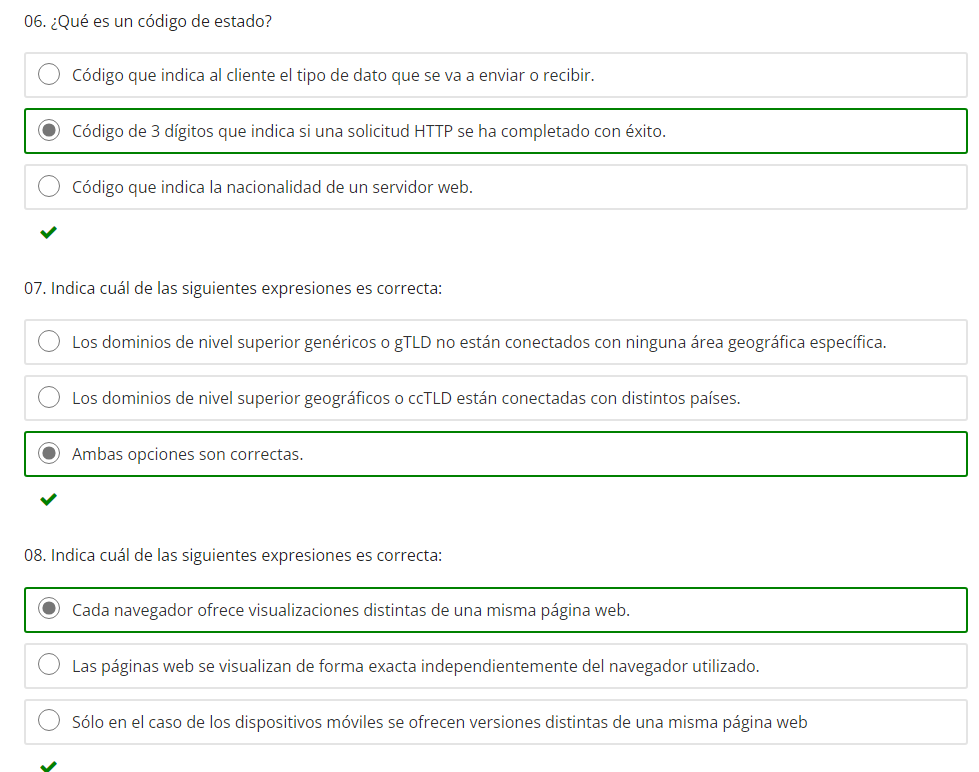 06. ¿Qué es un código de estado?
Código que indica al cliente el tipo de dato que se va a enviar o recibir.
Código de 3 dígitos que indica si una solicitud HTTP se ha completado con éxito.
Código que indica la nacionalidad de un servidor web.
07. Indica cuál de las siguientes expresiones es correcta:
Los dominios de nivel superior genéricos o gTLD no están conectados con ninguna área geográfica específica.
Los dominios de nivel superior geográficos o ccTLD están conectadas con distintos países.
Ambas opciones son correctas.
08. Indica cuál de las siguientes expresiones es correcta:
Cada navegador ofrece visualizaciones distintas de una misma página web.
Las páginas web se visualizan de forma exacta independientemente del navegador utilizado.
Sólo en el caso de los dispositivos móviles se ofrecen versiones distintas de una misma página web